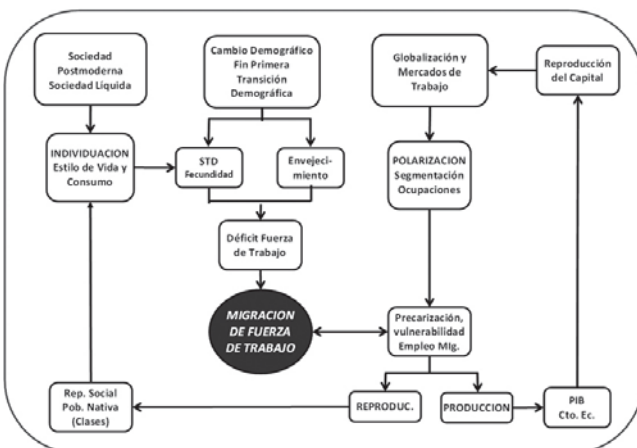 Sociedad
Postmoderna
Sociedad Líquida
Cambio Demográfico
Fin Primera
Transición
Demográfica
Globalización y
Mercados de
Trabajo
Reproducción
del Capital
INDIVIDUACION
Estilo de Vida y
Consumo
STD
Fecundidad
Envejeci-
miento
POLARIZACION
Segmentación
Ocupaciones
Déficit Fuerza
de Trabajo
MIGRACION
DE FUERZA
DE TRABAJO
Precarización,
vulnerabilidad
Empleo Mig.
Rep. Social
Pob. Nativa
(Clases)
REPRODUC.
PRODUCCION
PIB
Cto. Ec.